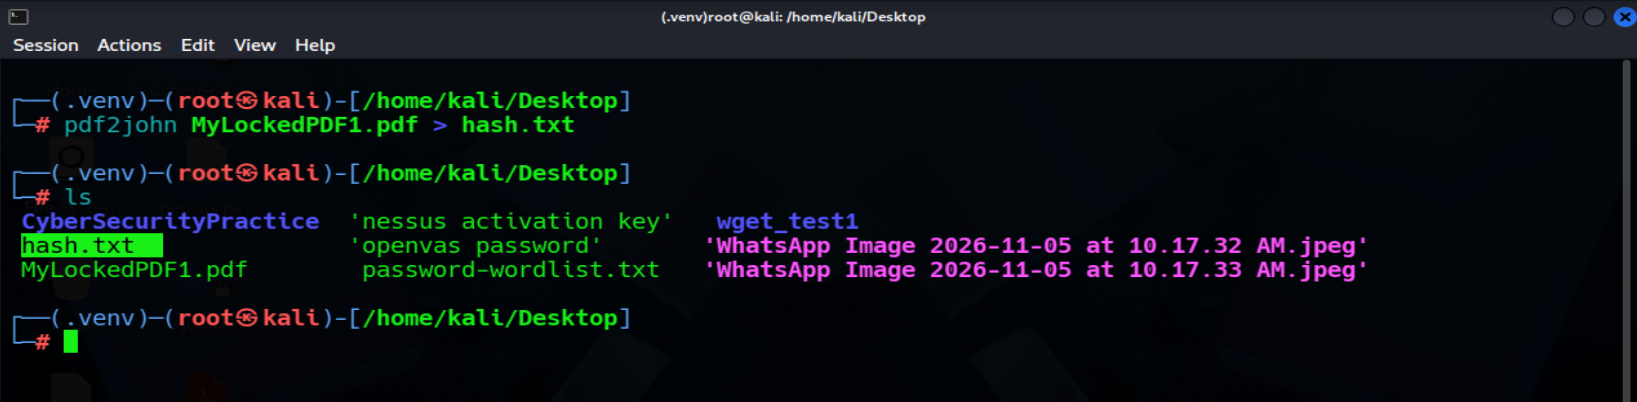 (.venv)root@kali: /home/kali/Desktop
Session Actions Edit View Help
┌──(.venv)─(root㉿kali)-[/home/kali/Desktop]
└─# pdf2john MyLockedPDF1.pdf > hash.txt
┌──(.venv)─(root㉿kali)-[/home/kali/Desktop]
└─# ls
CyberSecurityPractice 'nessus activation key' wget_test1
hash.txt 'openvas password' 'WhatsApp Image 2026-11-05 at 10.17.32 AM.jpeg'
MyLockedPDF1.pdf password-wordlist.txt 'WhatsApp Image 2026-11-05 at 10.17.33 AM.jpeg'
┌──(.venv)─(root㉿kali)-[/home/kali/Desktop]
└─#